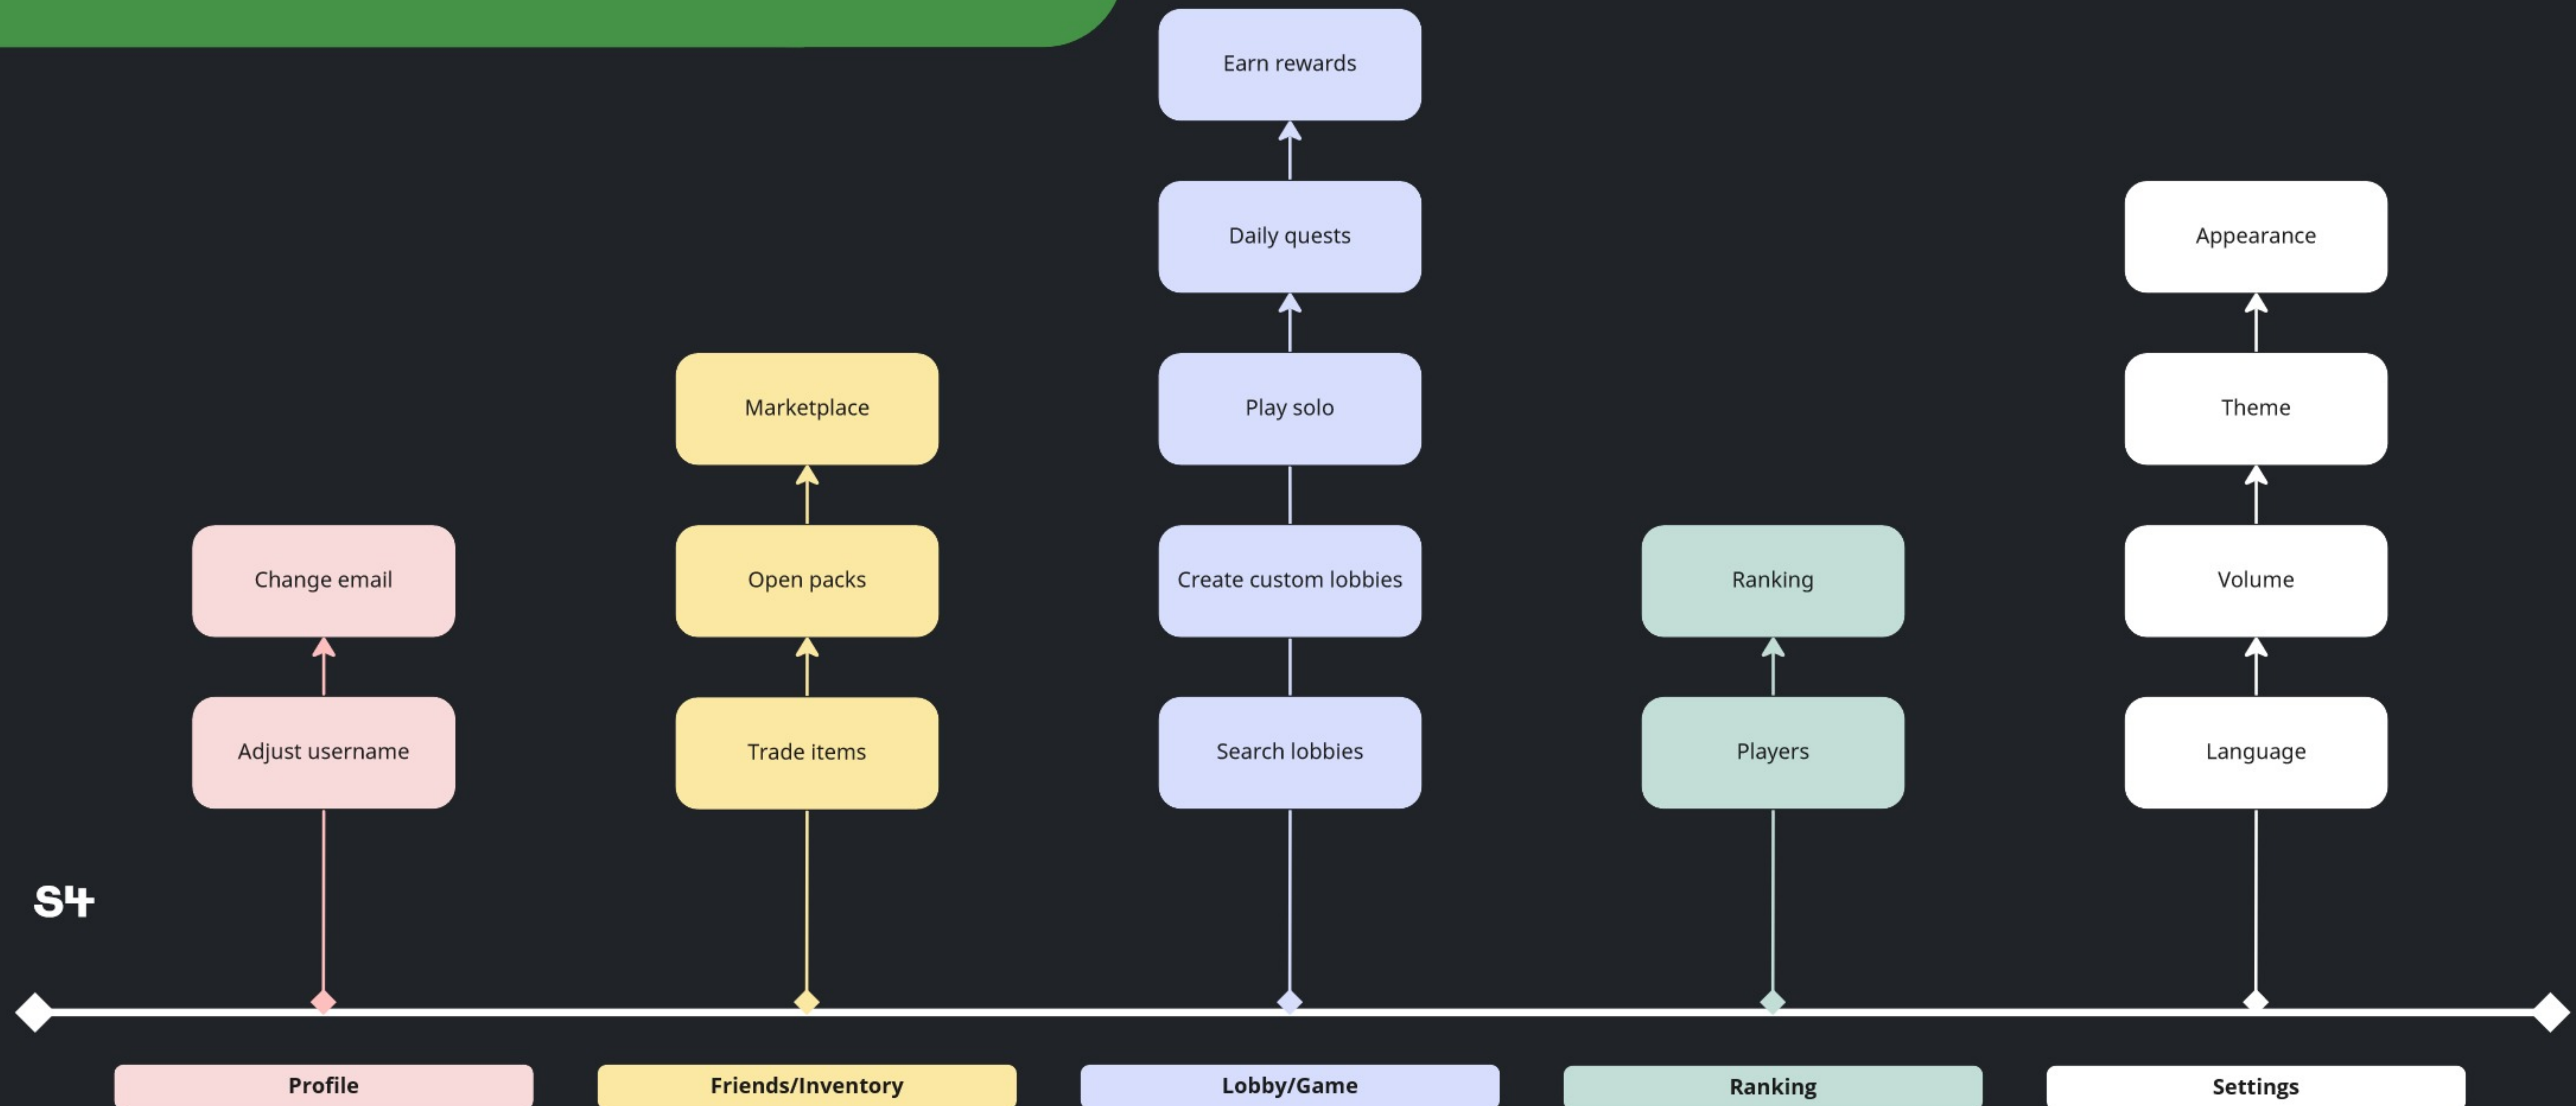 Earn rewards
Daily quests
Appearance
Marketplace
Play solo
Theme
Change email
Open packs
Create custom lobbies
Ranking
Volume
Adjust username
Trade items
Search lobbies
Players
Language
S4
Profile
Friends/Inventory
Lobby/Game
Ranking
Settings